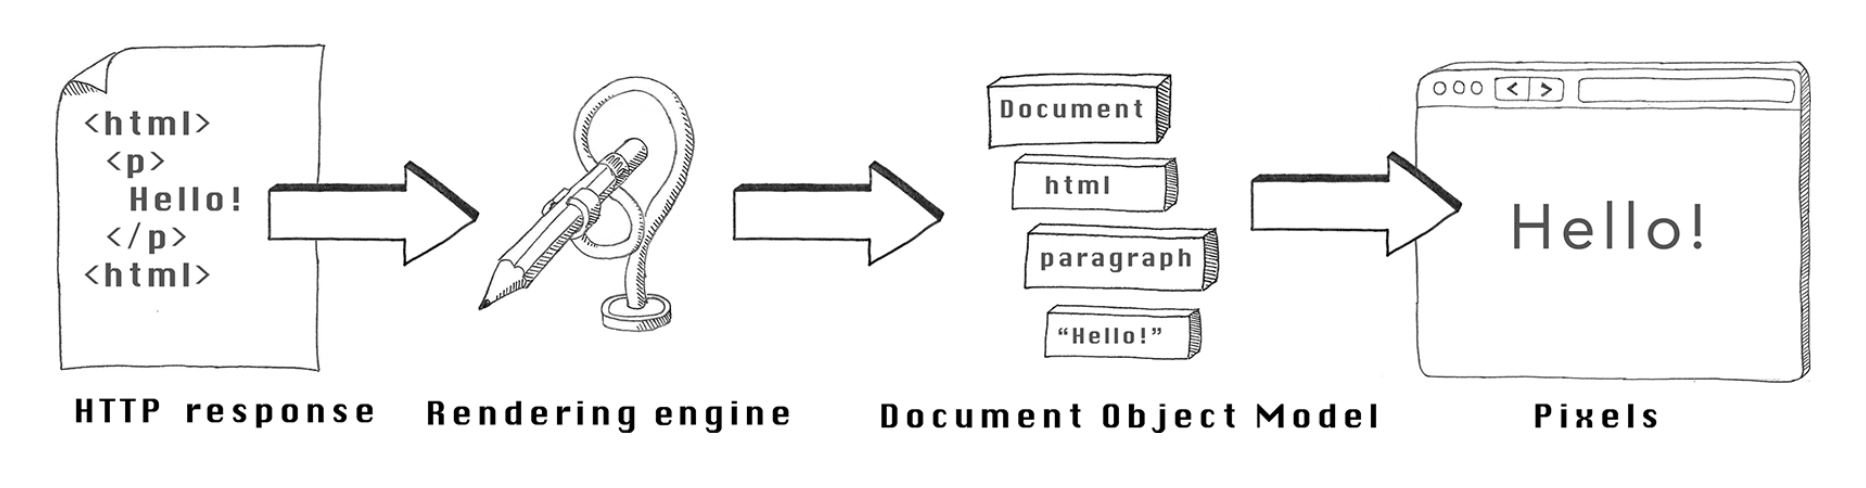 <html>
<p>
Hello!
</p>
<html>
HTTP response
Rendering engine
Document
html
paragraph
“Hello!”
Document Object Model
< >
Hello!
Pixels